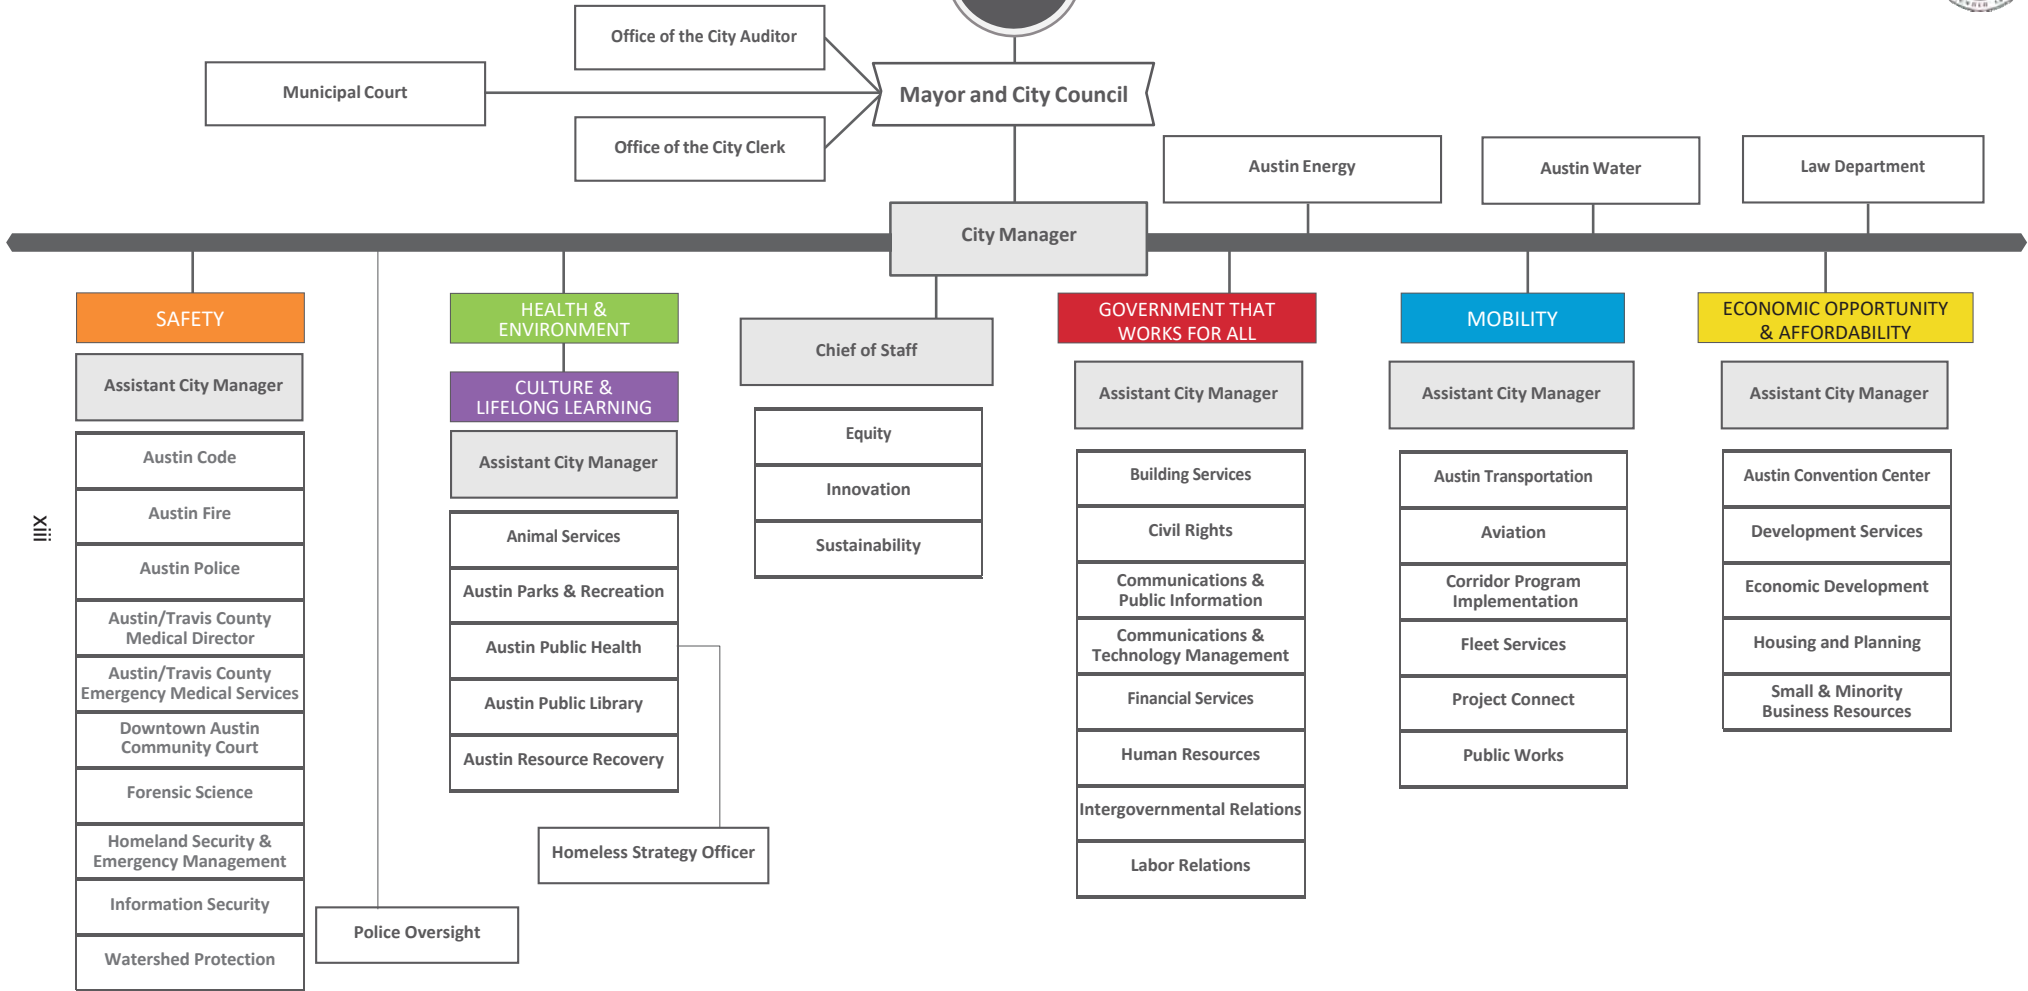 Office of the City Auditor
Municipal Court
Mayor and City Council
Office of the City Clerk
Austin Energy
Austin Water
Law Department
City Manager
SAFETY
Assistant City Manager
Austin Code
Austin Fire
Austin Police
Austin/Travis County
Medical Director
Austin/Travis County
Emergency Medical Services
Downtown Austin
Community Court
Forensic Science
Homeland Security &
Emergency Management
Information Security
Watershed Protection
Police Oversight
HEALTH &
ENVIRONMENT
CULTURE &
LIFELONG LEARNING
Assistant City Manager
Animal Services
Austin Parks & Recreation
Austin Public Health
Austin Public Library
Austin Resource Recovery
Homeless Strategy Officer
Chief of Staff
Equity
Innovation
Sustainability
GOVERNMENT THAT
WORKS FOR ALL
Assistant City Manager
Building Services
Civil Rights
Communications &
Public Information
Communications &
Technology Management
Financial Services
Human Resources
Intergovernmental Relations
Labor Relations
MOBILITY
Assistant City Manager
Austin Transportation
Aviation
Corridor Program
Implementation
Fleet Services
Project Connect
Public Works
ECONOMIC OPPORTUNITY
& AFFORDABILITY
Assistant City Manager
Austin Convention Center
Development Services
Economic Development
Housing and Planning
Small & Minority
Business Resources
xiii